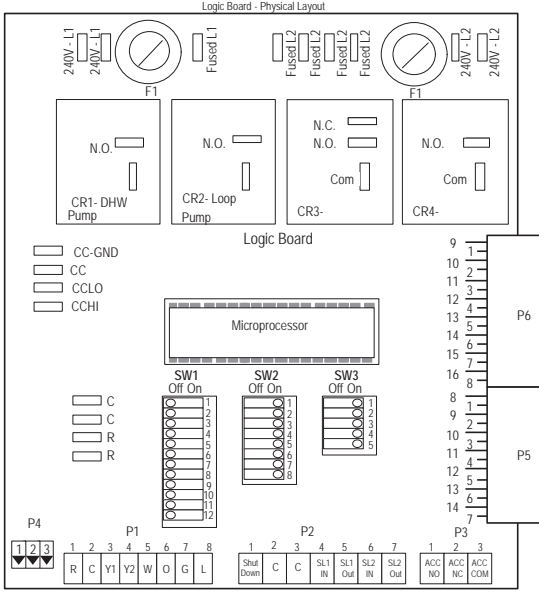 Logic Board - Physical Layout
240V - L1
240V - L1
Fused L1
Fused L2
Fused L2
Fused L2
Fused L2
240V - L2
240V - L2
F1
F1
N.O.
CR1- DHW
Pump
N.O.
CR2- Loop
Pump
N.C.
N.O.
Com
CR3-
N.O.
Com
CR4-
Logic Board
CC-GND
CC
CCLO
CCHI
Microprocessor
SW1
Off On
1
2
3
4
5
6
7
8
9
10
11
12
SW2
Off On
1
2
3
4
5
6
7
8
SW3
Off On
1
2
3
4
5
C
C
R
R
9
1
10
2
11
3
12
4
13
5
14
6
15
7
16
8
P6
8
1
9
2
10
3
11
4
12
5
13
6
14
7
P5
P4
1 2 3
P1
1 2 3 4 5 6 7 8
R C Y1 Y2 W O G L
P2
1 2 3 4 5 6 7
Shut Down C C SL1 IN SL1 Out SL2 IN SL2 Out
P3
1 2 3
ACC NO ACC NC ACC COM